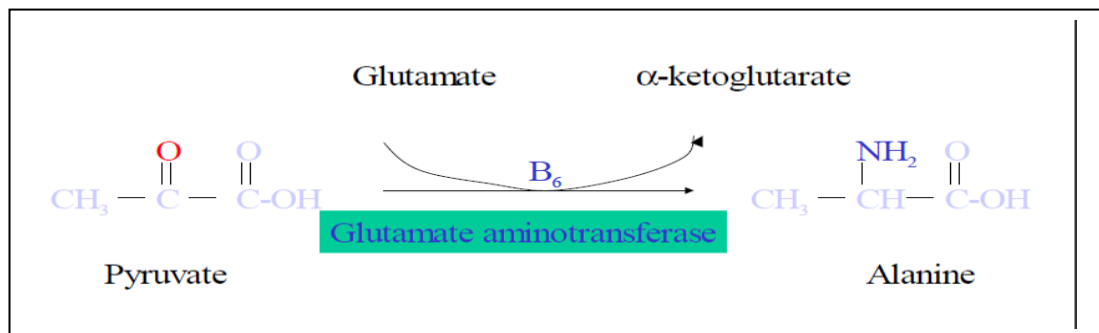 Glutamate α-ketoglutarate
O O NH₂ O
B₆
CH₃ C C-OH CH₃ CH C-OH
Glutamate aminotransferase
Pyruvate Alanine